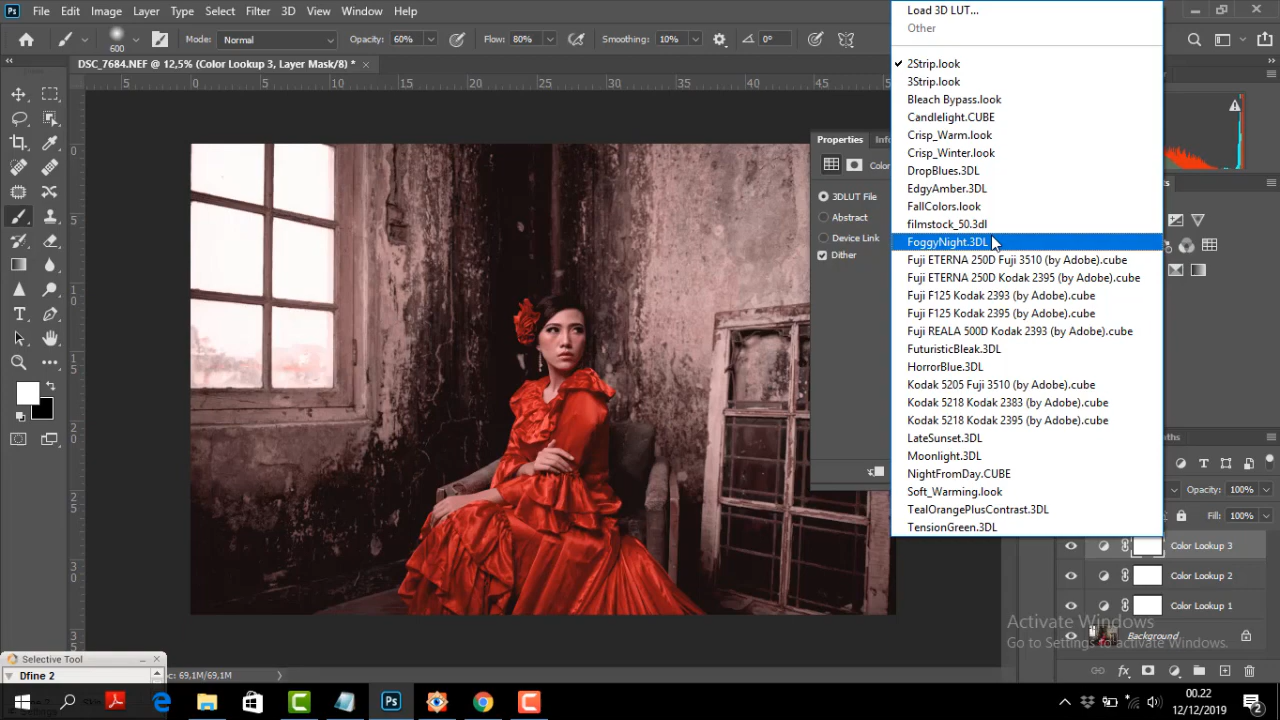 Ps
File
Edit
Image
Layer
Type
Select
Filter
3D
View
Window
Help
600
Mode:
Normal
Opacity:
60%
Flow:
80%
Smoothing:
10%
0°
DSC_7684.NEF @ 12,5% (Color Lookup 3, Layer Mask/8) *
Properties
3DLUT File
Abstract
Device Link
Dither
Load 3D LUT...
Other
2Strip.look
3Strip.look
Bleach Bypass.look
Candlelight.CUBE
Crisp_Warm.look
Crisp_Winter.look
DropBlues.3DL
EdgyAmber.3DL
FallColors.look
filmstock_50.3dl
FoggyNight.3DL
Fuji ETERNA 250D Fuji 3510 (by Adobe).cube
Fuji ETERNA 250D Kodak 2395 (by Adobe).cube
Fuji F125 Kodak 2393 (by Adobe).cube
Fuji F125 Kodak 2395 (by Adobe).cube
Fuji REALA 500D Kodak 2393 (by Adobe).cube
FuturisticBleak.3DL
HorrorBlue.3DL
Kodak 5205 Fuji 3510 (by Adobe).cube
Kodak 5218 Kodak 2383 (by Adobe).cube
Kodak 5218 Kodak 2395 (by Adobe).cube
LateSunset.3DL
Moonlight.3DL
NightFromDay.CUBE
Soft_Warming.look
TealOrangePlusContrast.3DL
TensionGreen.3DL
Opacity:
100%
Fill:
100%
Color Lookup 3
Color Lookup 2
Color Lookup 1
Background
Activate Windows
Go to Settings to activate Windows.
Selective Tool
Dfine 2
69,1M/69,1M
Ps
00.22
12/12/2019
2